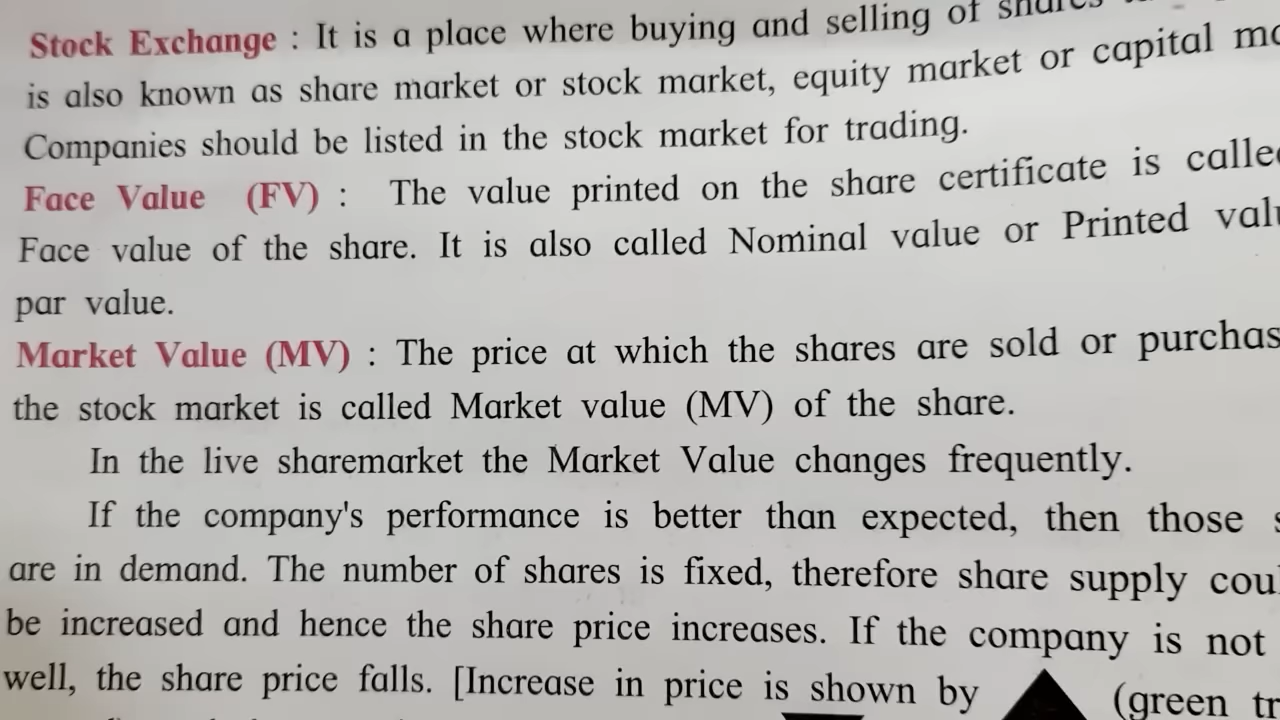 Stock Exchange : It is a place where buying and selling of shares
is also known as share market or stock market, equity market or capital
Companies should be listed in the stock market for trading.
Face Value (FV) : The value printed on the share certificate is
Face value of the share. It is also called Nominal value or Printed
par value.
Market Value (MV) : The price at which the shares are sold or
the stock market is called Market value (MV) of the share.
In the live sharemarket the Market Value changes frequently.
If the company's performance is better than expected, then those
are in demand. The number of shares is fixed, therefore share supply
be increased and hence the share price increases. If the company is not
well, the share price falls. [Increase in price is shown by (green